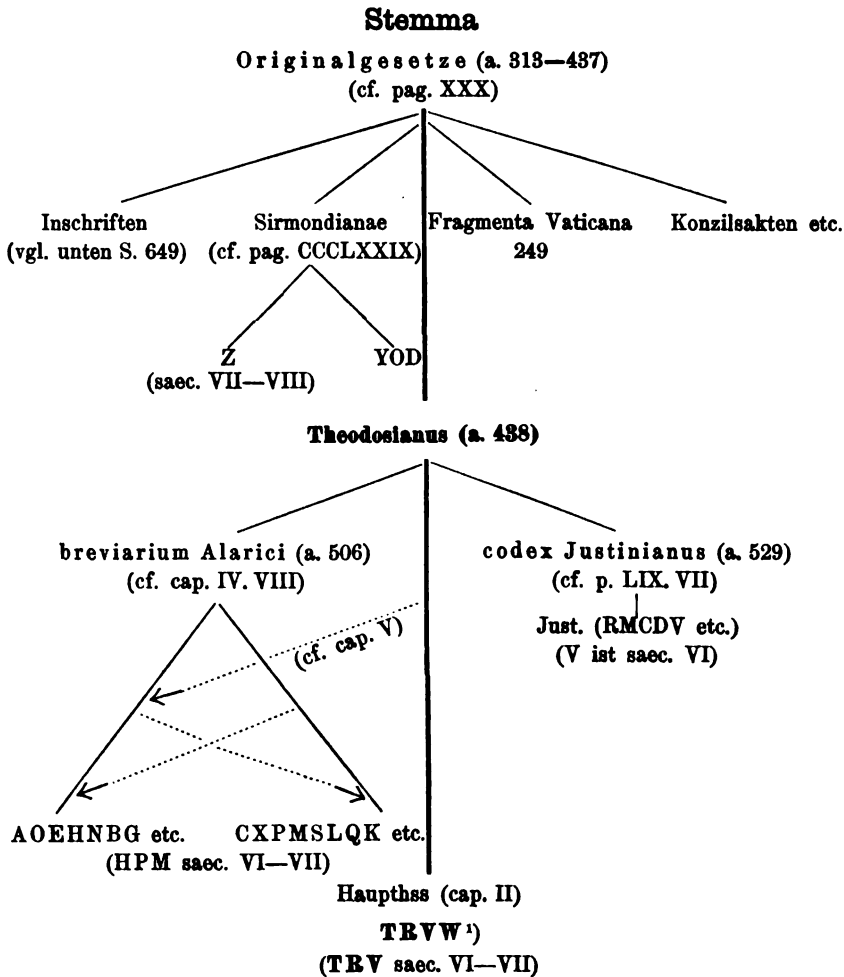 Stemma
Originalgesetze (a. 313—437)
(cf. pag. XXX)
Inschriften
(vgl. unten S. 649)
Sirmondianae
(cf. pag. CCCLXXIX)
Fragmenta Vaticana
249
Konzilsakten etc.
Z
(saec. VII—VIII)
YOD
Theodosianus (a. 438)
breviarium Alarici (a. 506)
(cf. cap. IV. VIII)
codex Justinianus (a. 529)
(cf. p. LIX. VII)
Just. (RMCDV etc.)
(V ist saec. VI)
(cf. cap. V)
AOEHNBG etc.
CXPMSLQK etc.
(HPM saec. VI—VII)
Haupthss (cap. II)
TRVW ¹)
(TRV saec. VI—VII)